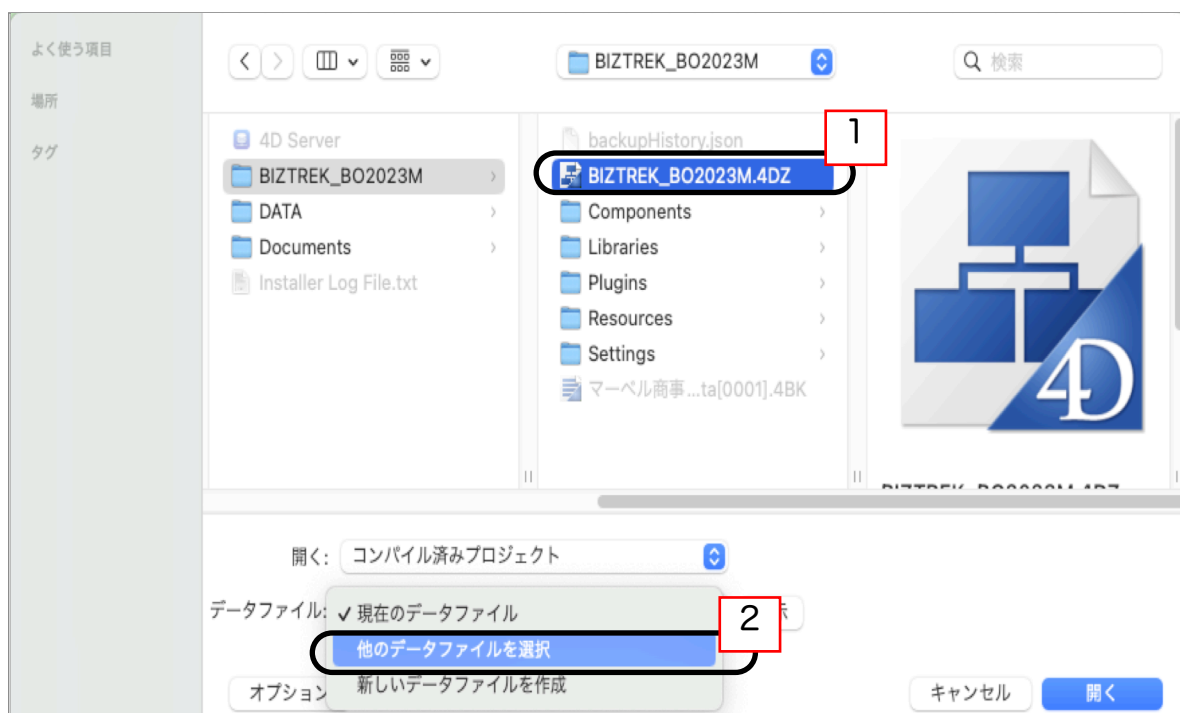 よく使う項目
場所
タグ
BIZTREK_BO2023M
検索
4D Server
BIZTREK_BO2023M
DATA
Documents
Installer Log File.txt
backupHistory.json
1
BIZTREK_BO2023M.4DZ
Components
Libraries
Plugins
Resources
Settings
マーベル商事...ta[0001].4BK
4D
開く:
コンパイル済みプロジェクト
データファイル:
✓ 現在のデータファイル
他のデータファイルを選択
新しいデータファイルを作成
2
オプション
キャンセル
開く